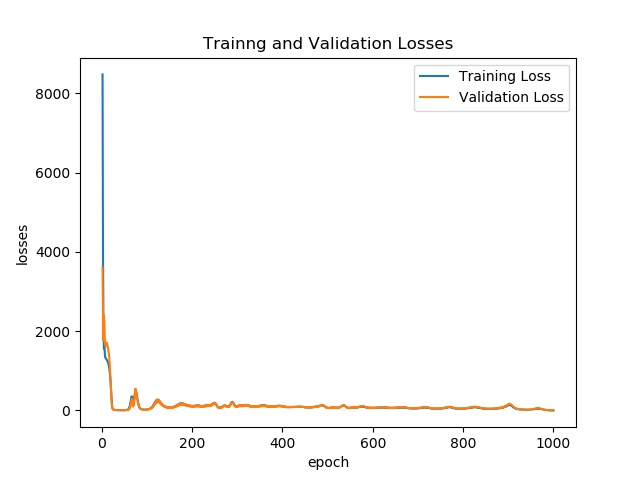 Trainng and Validation Losses
Training Loss
Validation Loss
8000
6000
4000
2000
0
losses
0 200 400 600 800 1000
epoch